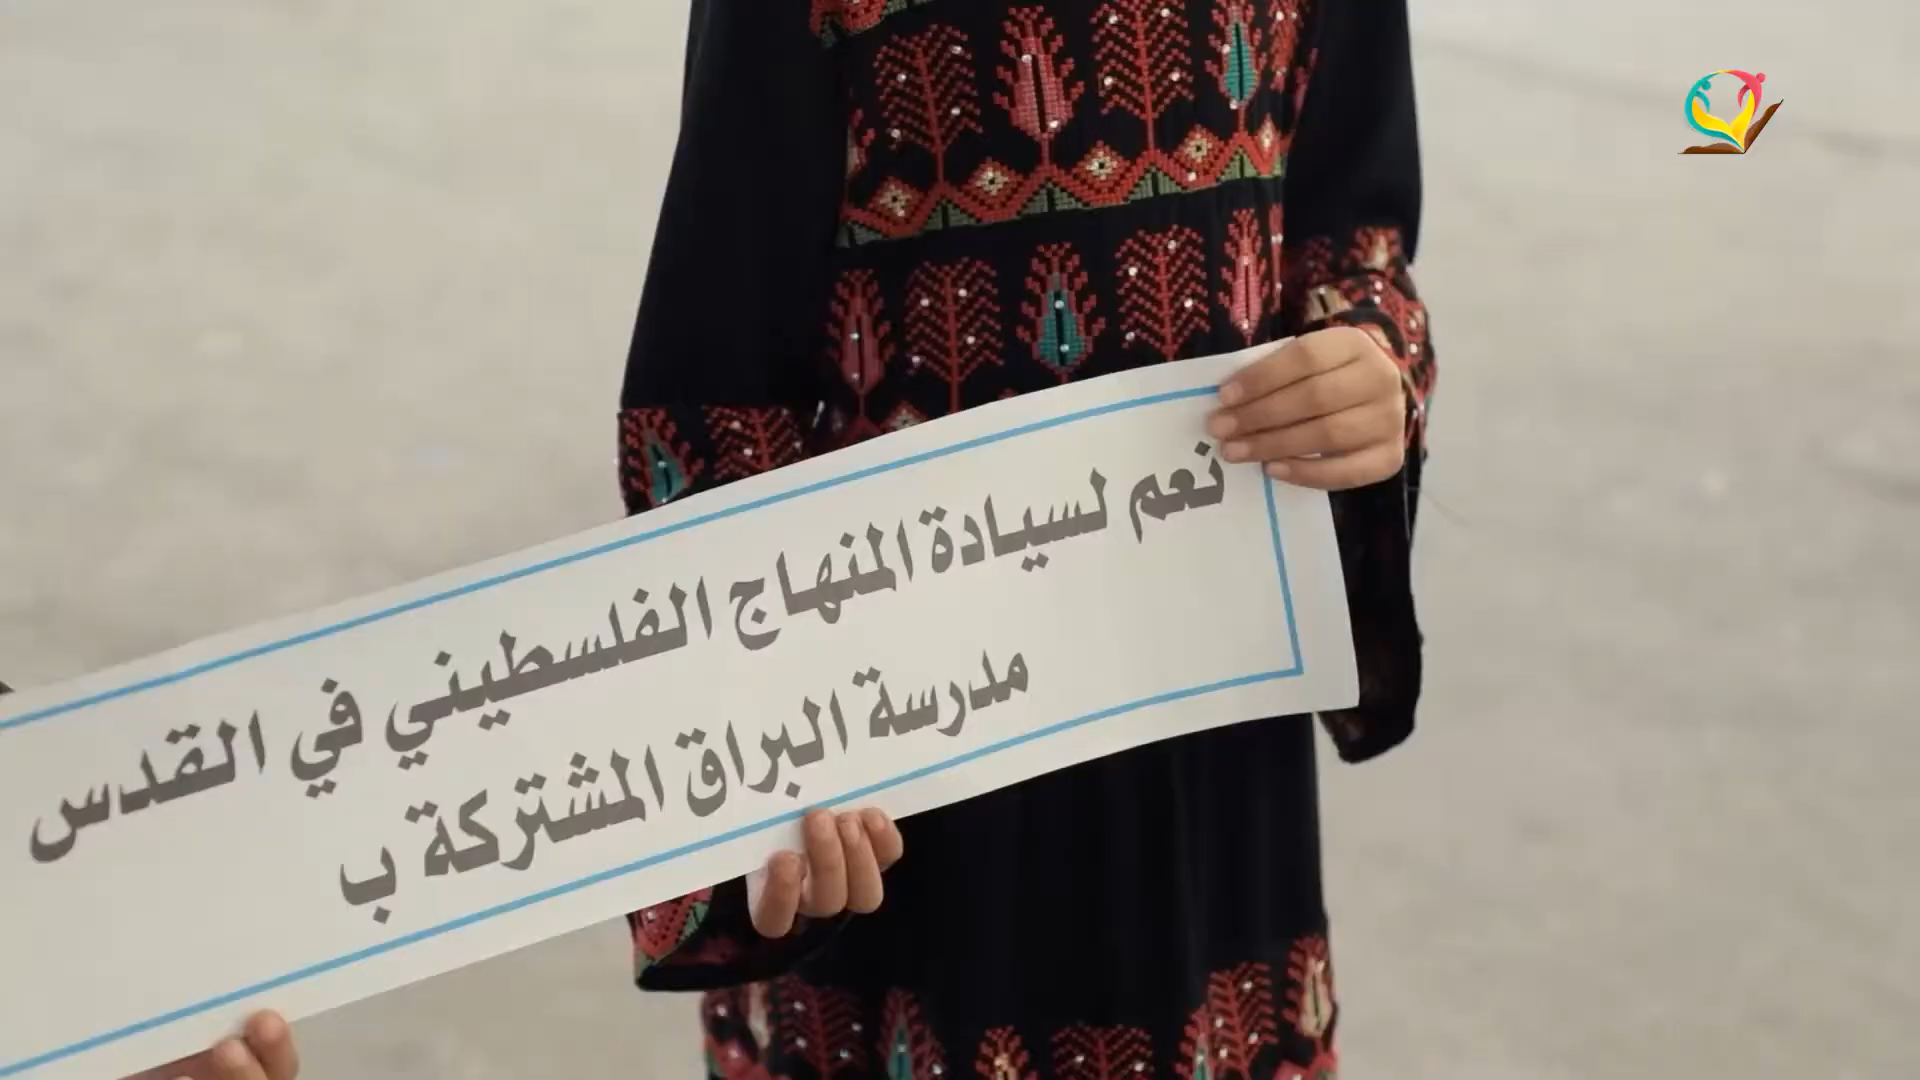 نعم لسيادة المنهاج الفلسطيني في القدس
مدرسة البراق المشتركة ب